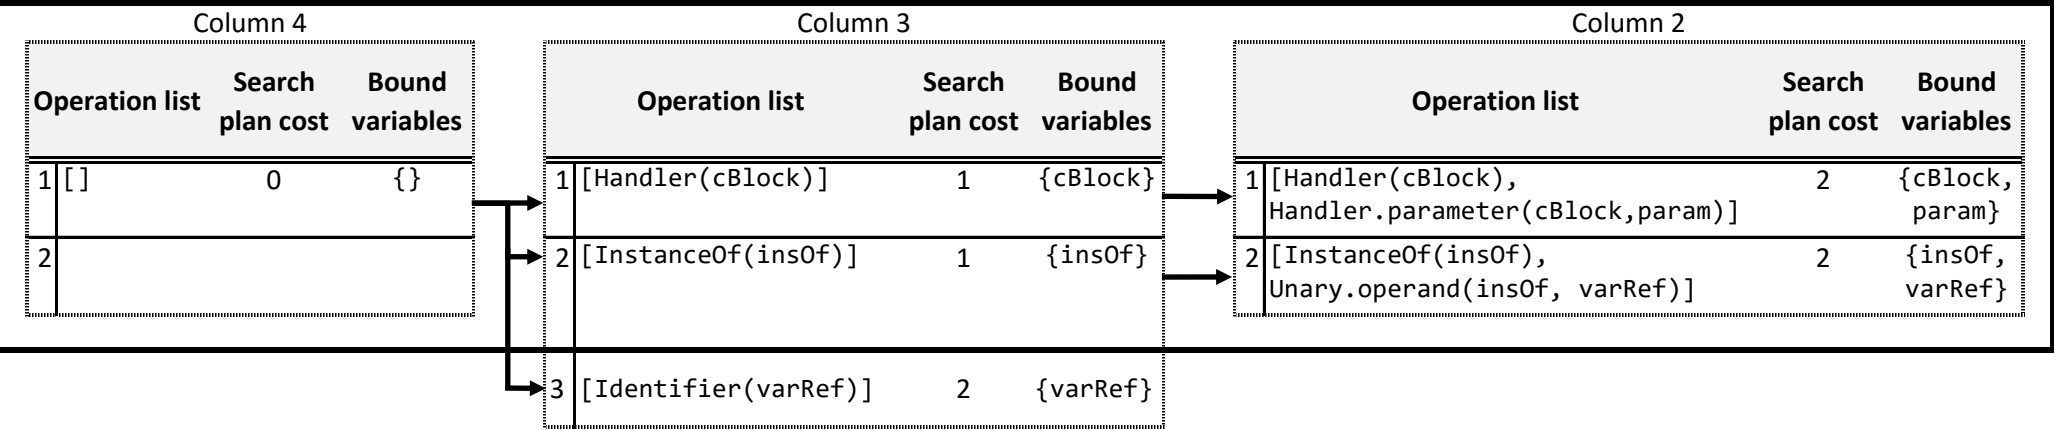 Column 4
Operation list Search plan cost Bound variables
1 [] 0 {}
2
Column 3
Operation list Search plan cost Bound variables
1 [Handler(cBlock)] 1 {cBlock}
2 [InstanceOf(insOf)] 1 {insOf}
3 [Identifier(varRef)] 2 {varRef}
Column 2
Operation list Search plan cost Bound variables
1 [Handler(cBlock), 2 {cBlock,
Handler.parameter(cBlock,param)] param}
2 [InstanceOf(insOf), 2 {insOf,
Unary.operand(insOf, varRef)] varRef}